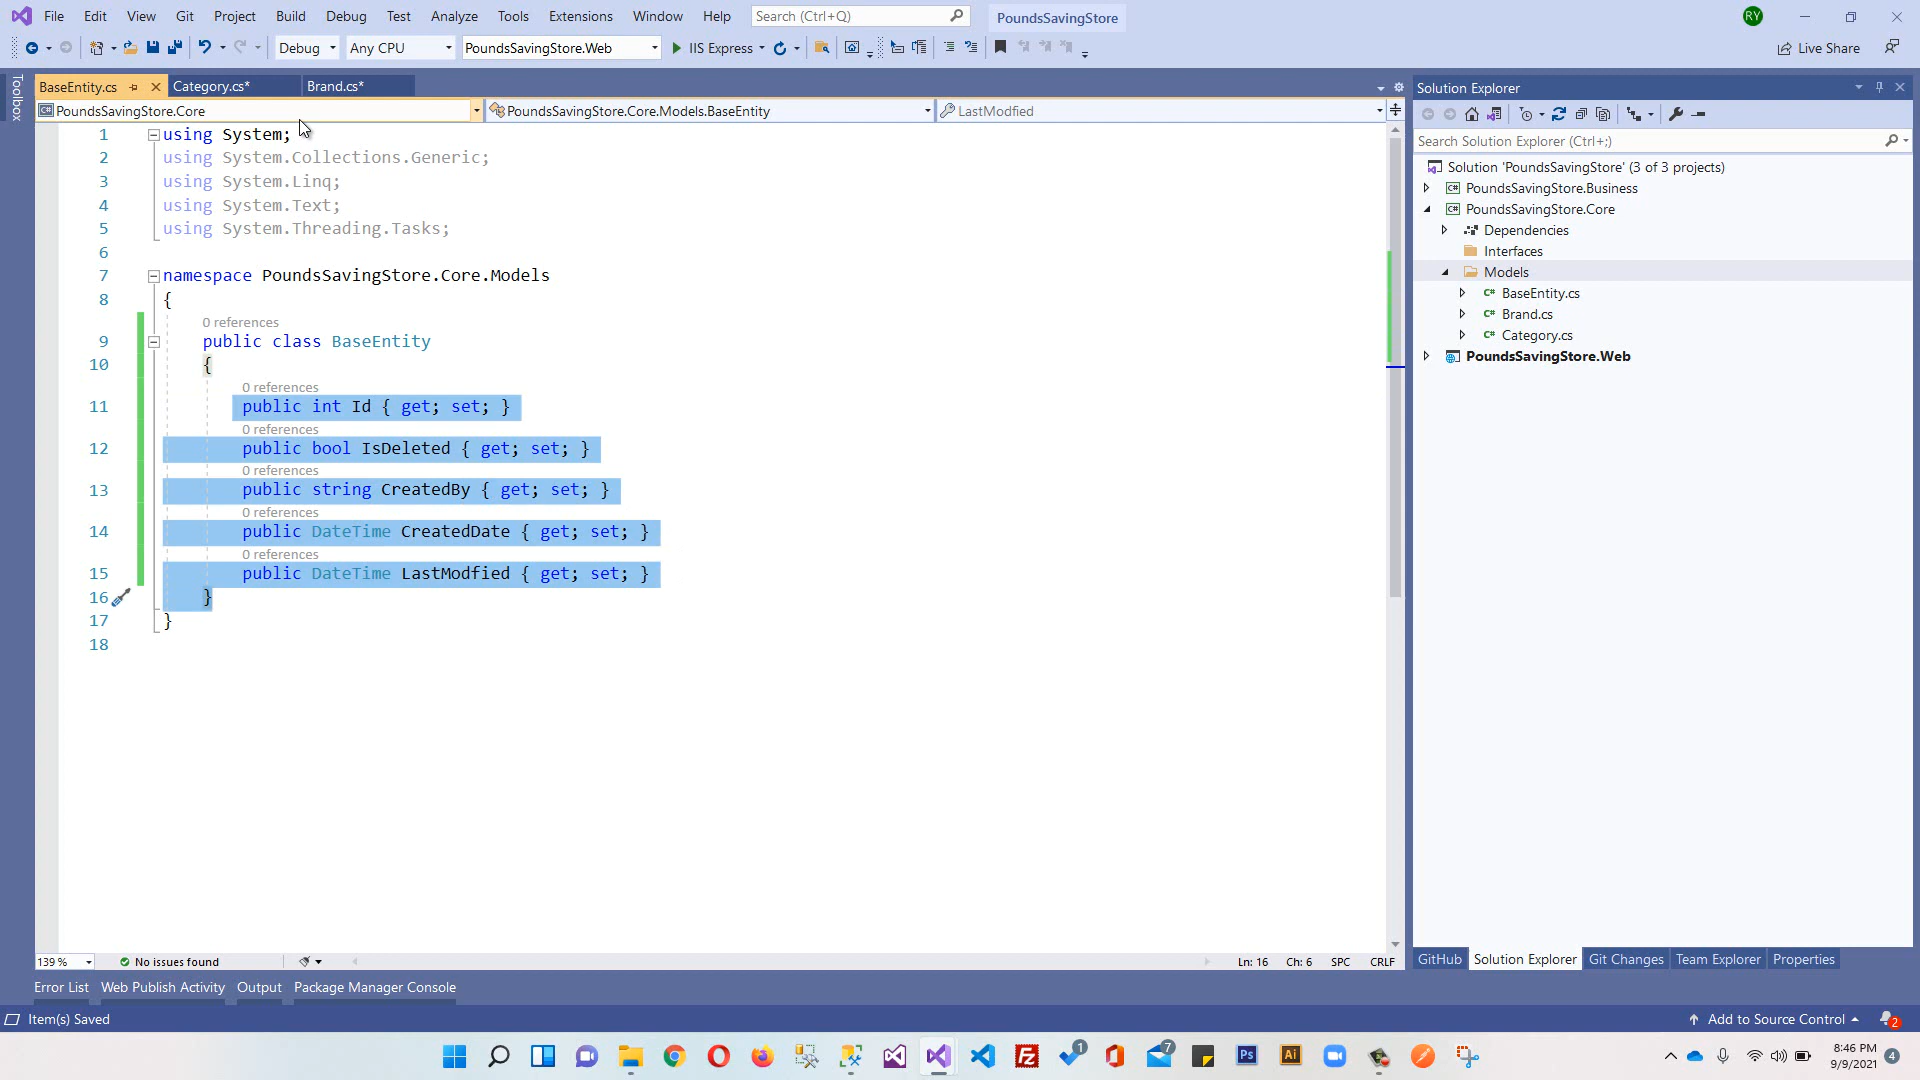 File Edit View Git Project Build Debug Test Analyze Tools Extensions Window Help Search (Ctrl+Q) PoundsSavingStore RY
Debug Any CPU PoundsSavingStore.Web IIS Express Live Share
Toolbox
BaseEntity.cs Category.cs* Brand.cs*
PoundsSavingStore.Core PoundsSavingStore.Core.Models.BaseEntity LastModfied
1 using System;
2 using System.Collections.Generic;
3 using System.Linq;
4 using System.Text;
5 using System.Threading.Tasks;
6
7 namespace PoundsSavingStore.Core.Models
8 {
0 references
9 public class BaseEntity
10 {
0 references
11 public int Id { get; set; }
0 references
12 public bool IsDeleted { get; set; }
0 references
13 public string CreatedBy { get; set; }
0 references
14 public DateTime CreatedDate { get; set; }
0 references
15 public DateTime LastModfied { get; set; }
16 }
17 }
18
139 % No issues found Ln: 16 Ch: 6 SPC CRLF
Solution Explorer
Search Solution Explorer (Ctrl+;)
Solution 'PoundsSavingStore' (3 of 3 projects)
C# PoundsSavingStore.Business
C# PoundsSavingStore.Core
Dependencies
Interfaces
Models
C# BaseEntity.cs
C# Brand.cs
C# Category.cs
PoundsSavingStore.Web
GitHub Solution Explorer Git Changes Team Explorer Properties
Error List Web Publish Activity Output Package Manager Console
Item(s) Saved Add to Source Control 2
1 7 Ps Ai
8:46 PM
9/9/2021
4